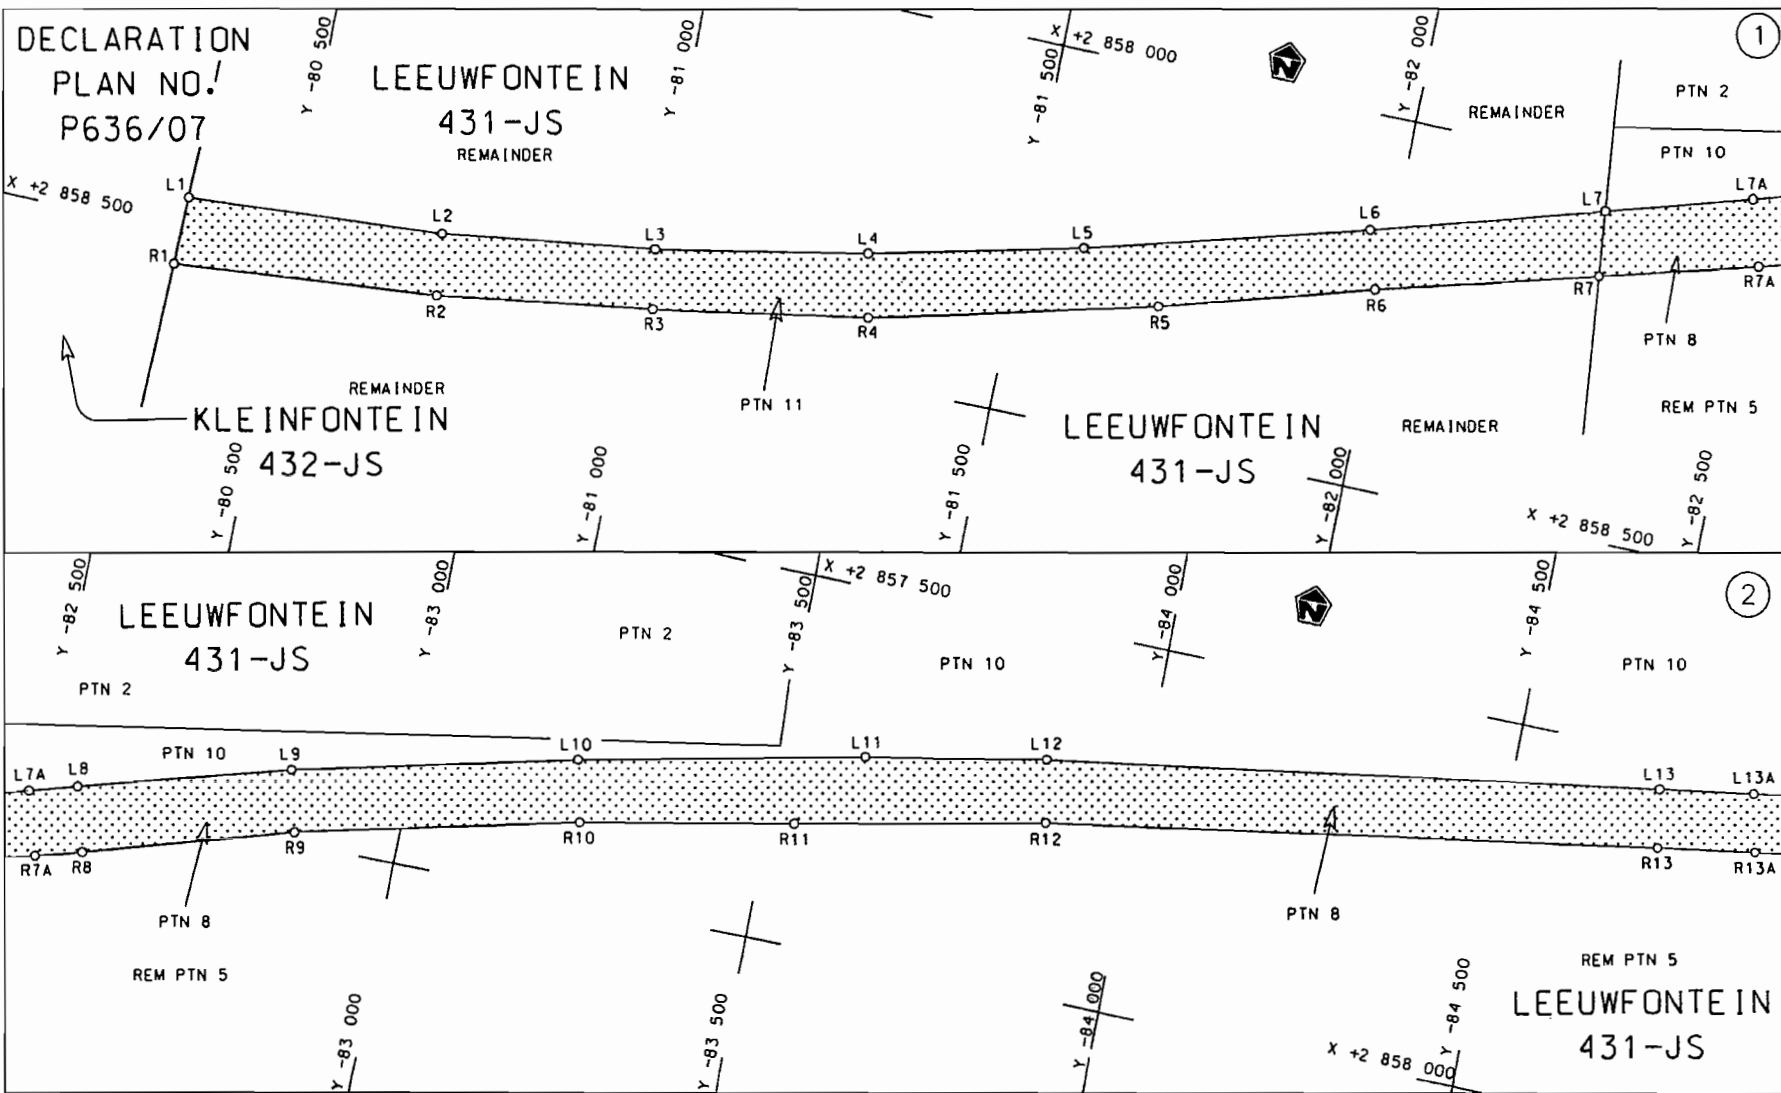 DECLARATION
PLAN NO.
P636/07
Y -80 500
LEEUWFONTEIN
431-JS
REMAINDER
Y -81 000
Y -81 500
X +2 858 000
N
Y -82 000
REMAINDER
1
PTN 2
PTN 10
X +2 858 500
L1
L2
L3
L4
L5
L6
L7
L7A
R1
R2
R3
R4
R5
R6
R7
R7A
PTN 11
PTN 8
REMAINDER
KLEINFONTEIN
432-JS
Y -80 500
Y -81 000
Y -81 500
LEEUWFONTEIN
431-JS
REMAINDER
Y -82 000
REM PTN 5
X +2 858 500
Y -82 500
Y -82 500
LEEUWFONTEIN
431-JS
PTN 2
Y -83 000
PTN 2
Y -83 500
X +2 857 500
PTN 10
Y -84 000
N
Y -84 500
PTN 10
2
PTN 10
L7A
L8
L9
L10
L11
L12
L13
L13A
R7A
R8
R9
R10
R11
R12
R13
R13A
PTN 8
PTN 8
REM PTN 5
Y -83 000
Y -83 500
Y -84 000
X +2 858 000
Y -84 500
REM PTN 5
LEEUWFONTEIN
431-JS